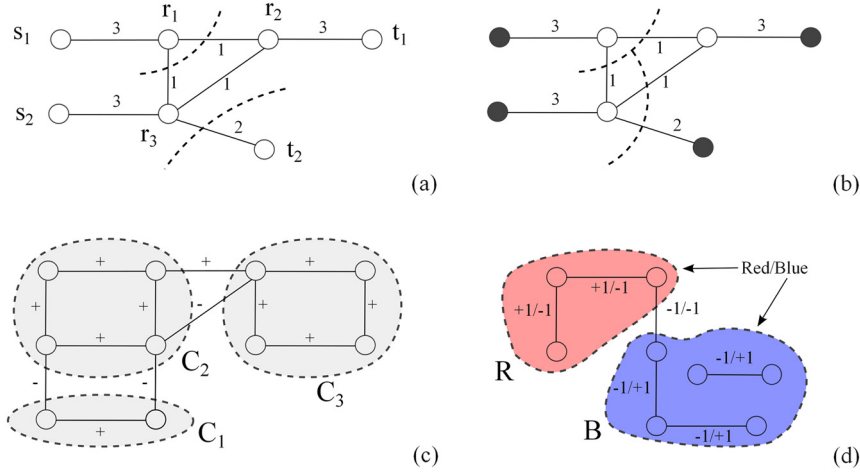 s1 3 r1 1 r2 3 t1
1 1
s2 3 r3 2 t2
(a)
3 1 3
1 1
3 2
(b)
+ + +
+ + - + +
+ C2 +
- - C3
+ C1
(c)
Red/Blue
+1/-1
+1/-1 -1/-1
R
-1/+1
-1/+1
B -1/+1
(d)